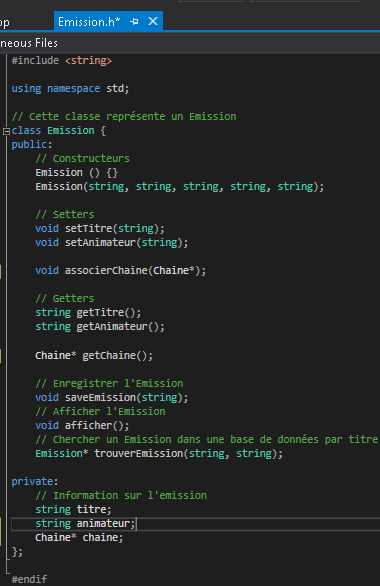 op
Emission.h*
neous Files
#include <string>
using namespace std;
// Cette classe représente un Emission
class Emission {
public:
// Constructeurs
Emission () {}
Emission(string, string, string, string, string);
// Setters
void setTitre(string);
void setAnimateur(string);
void associerChaine(Chaine*);
// Getters
string getTitre();
string getAnimateur();
Chaine* getChaine();
// Enregistrer l'Emission
void saveEmission(string);
// Afficher l'Emission
void afficher();
// Chercher un Emission dans une base de données par titre
Emission* trouverEmission(string, string);
private:
// Information sur l'emission
string titre;
string animateur;
Chaine* chaine;
};
#endif